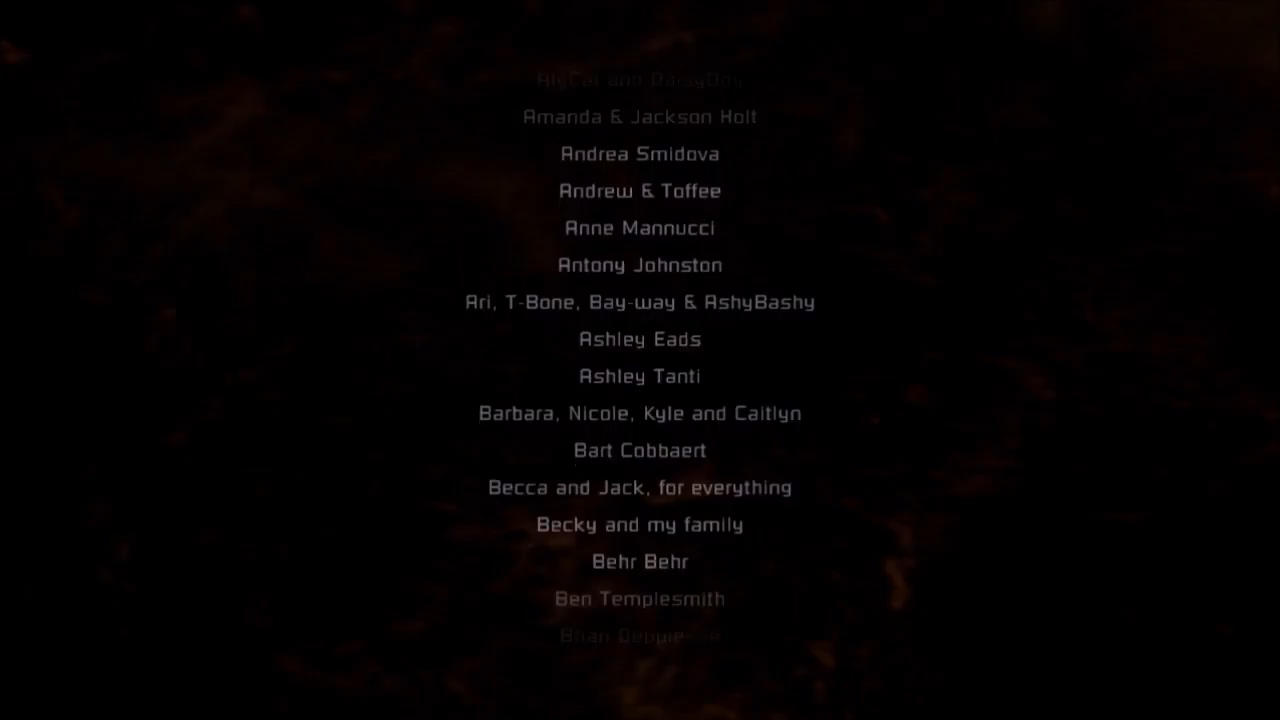 and
Amanda & Jackson Holt
Andrea Smidova
Andrew & Toffee
Anne Mannucci
Antony Johnston
Ari, T-Bone, Bay-way & AshyBashy
Ashley Eads
Ashley Tanti
Barbara, Nicole, Kyle and Caitlyn
Bart Cobbaert
Becca and Jack, for everything
Becky and my family
Behr Behr
Ben Templesmith